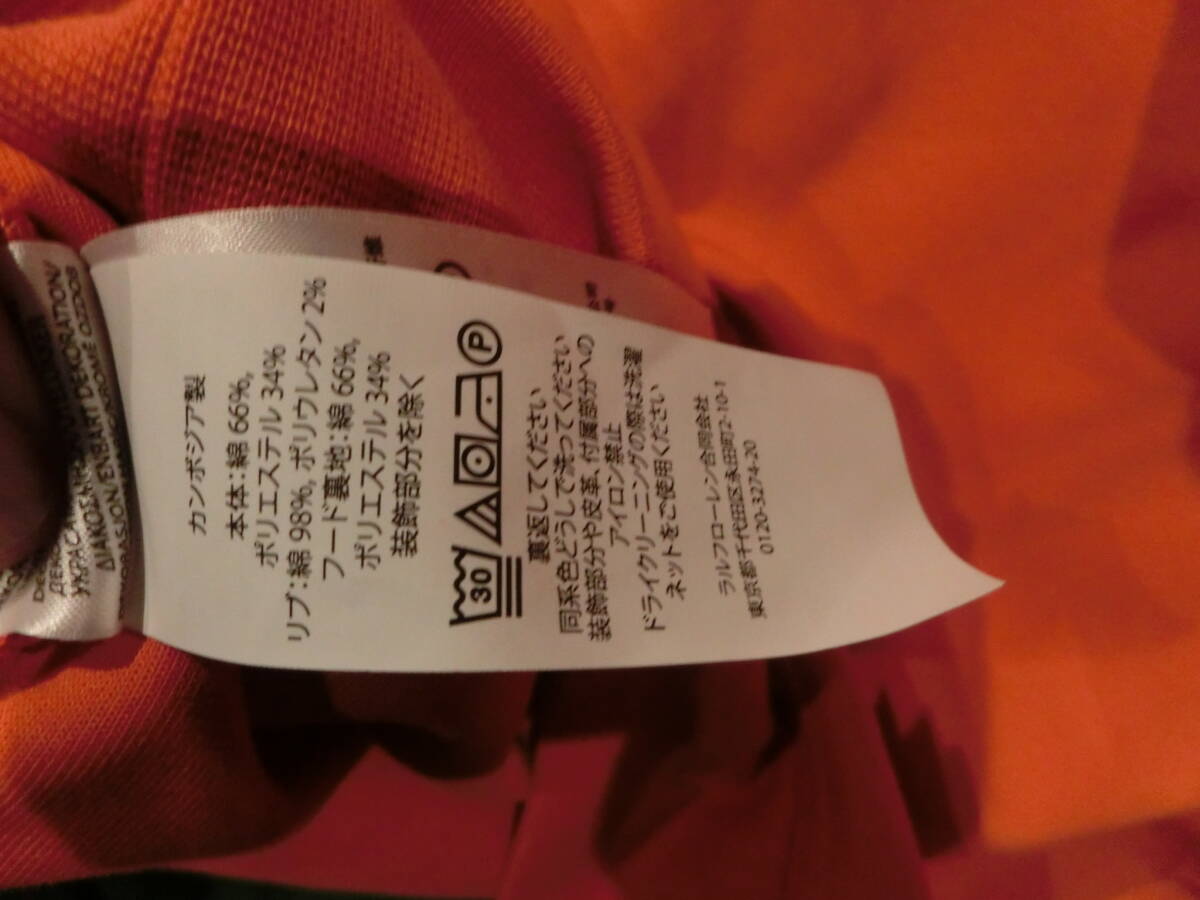 カンボジア製
本体：綿 66%,
ポリエステル 34%
リブ：綿 98%, ポリウレタン 2%
フード裏地：綿 66%,
ポリエステル 34%
装飾部分を除く
30
P
裏返してください
同系色どうしで洗ってください
装飾部分や皮革、付属部分への
アイロン禁止
ドライクリーニングの際は洗濯
ネットをご使用ください
ラルフローレン合同会社
東京都千代田区永田町2-10-1
0120-3274-20
DEKORATION/